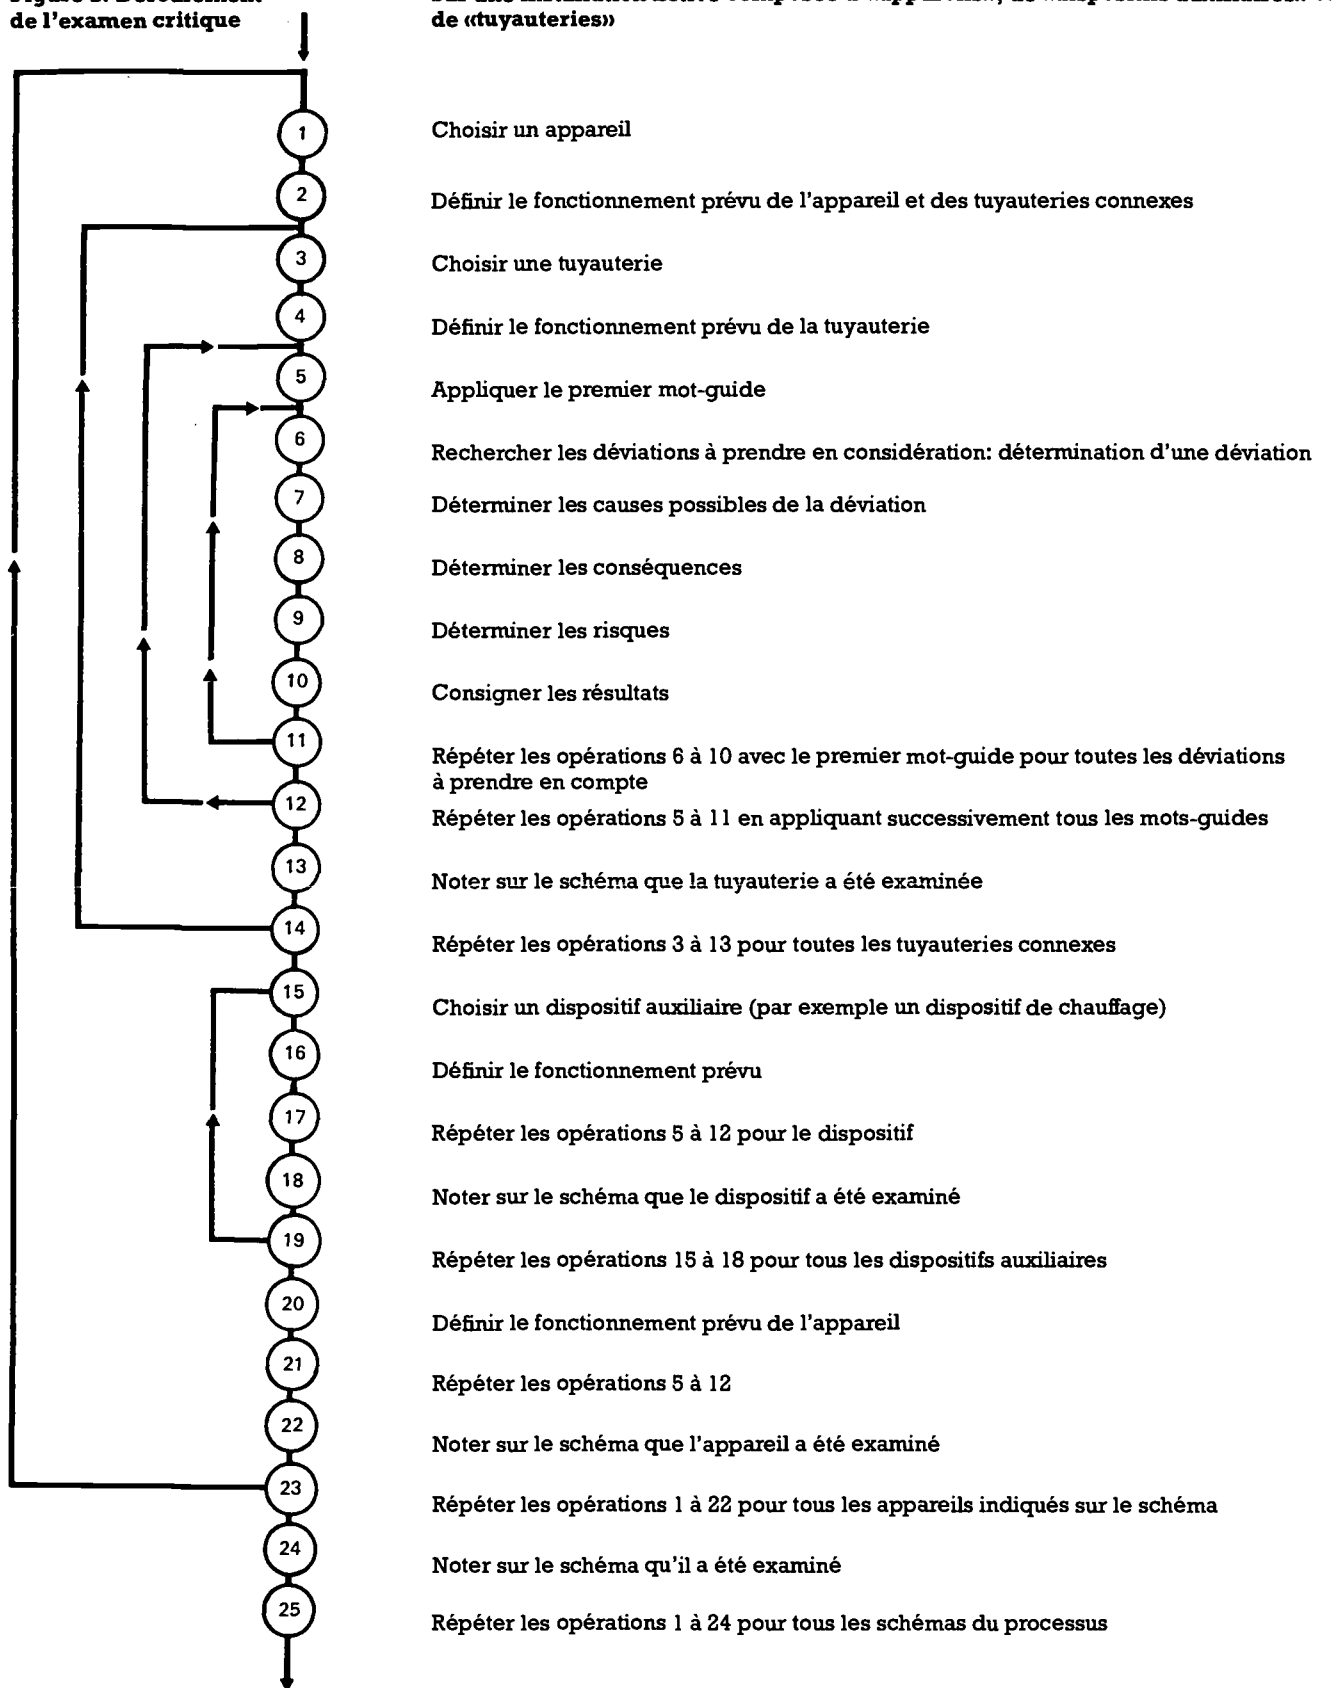 de l'examen critique
de «tuyauteries»
1
Choisir un appareil
2
Définir le fonctionnement prévu de l'appareil et des tuyauteries connexes
3
Choisir une tuyauterie
4
Définir le fonctionnement prévu de la tuyauterie
5
Appliquer le premier mot-guide
6
Rechercher les déviations à prendre en considération: détermination d'une déviation
7
Déterminer les causes possibles de la déviation
8
Déterminer les conséquences
9
Déterminer les risques
10
Consigner les résultats
11
Répéter les opérations 6 à 10 avec le premier mot-guide pour toutes les déviations
à prendre en compte
12
Répéter les opérations 5 à 11 en appliquant successivement tous les mots-guides
13
Noter sur le schéma que la tuyauterie a été examinée
14
Répéter les opérations 3 à 13 pour toutes les tuyauteries connexes
15
Choisir un dispositif auxiliaire (par exemple un dispositif de chauffage)
16
Définir le fonctionnement prévu
17
Répéter les opérations 5 à 12 pour le dispositif
18
Noter sur le schéma que le dispositif a été examiné
19
Répéter les opérations 15 à 18 pour tous les dispositifs auxiliaires
20
Définir le fonctionnement prévu de l'appareil
21
Répéter les opérations 5 à 12
22
Noter sur le schéma que l'appareil a été examiné
23
Répéter les opérations 1 à 22 pour tous les appareils indiqués sur le schéma
24
Noter sur le schéma qu'il a été examiné
25
Répéter les opérations 1 à 24 pour tous les schémas du processus